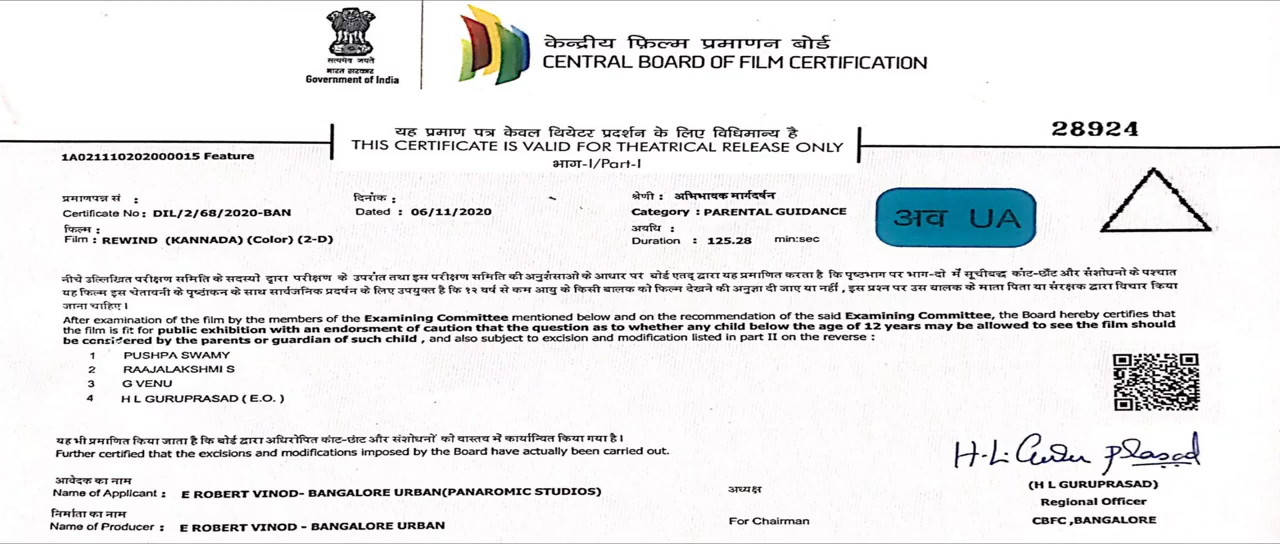 सत्यमेव जयते
भारत सरकार
Government of India
केन्द्रीय फ़िल्म प्रमाणन बोर्ड
CENTRAL BOARD OF FILM CERTIFICATION
यह प्रमाण पत्र केवल थियेटर प्रदर्शन के लिए विधिमान्य है
THIS CERTIFICATE IS VALID FOR THEATRICAL RELEASE ONLY
भाग-I/Part-I
28924
1A021110202000015 Feature
प्रमाणपत्र सं :
Certificate No : DIL/2/68/2020-BAN
दिनांक :
Dated : 06/11/2020
श्रेणी : अभिभावक मार्गदर्षन
Category : PARENTAL GUIDANCE
अव UA
फिल्म :
Film : REWIND (KANNADA) (Color) (2-D)
अवधि :
Duration : 125.28 min:sec
नीचे उल्लिखित परीक्षण समिति के सदस्यो द्वारा परीक्षण के उपरांत तथा इस परीक्षण समिति की अनुर्शसाओ के आधार पर बोर्ड एतद् द्वारा यह प्रमाणित करता है कि पृष्ठभाग पर भाग-दो में सूचीबद्ध काँट-छाँट और संशोधनो के पश्चात
यह फिल्म इस चेतावनी के पृष्ठांकन के साथ सार्वजनिक प्रदर्षन के लिए उपयुक्त है कि १२ वर्ष से कम आयु के किसी बालक को फिल्म देखने की अनुज्ञा दी जाए या नहीं , इस प्रश्न पर उस बालक के माता पिता या संरक्षक द्वारा विचार किया
जाना चाहिए।
After examination of the film by the members of the Examining Committee mentioned below and on the recommendation of the said Examining Committee, the Board hereby certifies that
the film is fit for public exhibition with an endorsment of caution that the question as to whether any child below the age of 12 years may be allowed to see the film should
be considered by the parents or guardian of such child , and also subject to excision and modification listed in part II on the reverse :
1 PUSHPA SWAMY
2 RAAJALAKSHMI S
3 G VENU
4 H L GURUPRASAD ( E.O. )
यह भी प्रमाणित किया जाता है कि बोर्ड द्वारा अधिरोपित काँट-छांट और संशोधनों को वास्तव में कार्यान्वित किया गया है।
Further certified that the excisions and modifications imposed by the Board have actually been carried out.
H.L. Guru Prasad
आवेदक का नाम
Name of Applicant : E ROBERT VINOD- BANGALORE URBAN(PANAROMIC STUDIOS)
निर्माता का नाम
Name of Producer : E ROBERT VINOD - BANGALORE URBAN
अध्यक्ष
For Chairman
(H L GURUPRASAD)
Regional Officer
CBFC ,BANGALORE